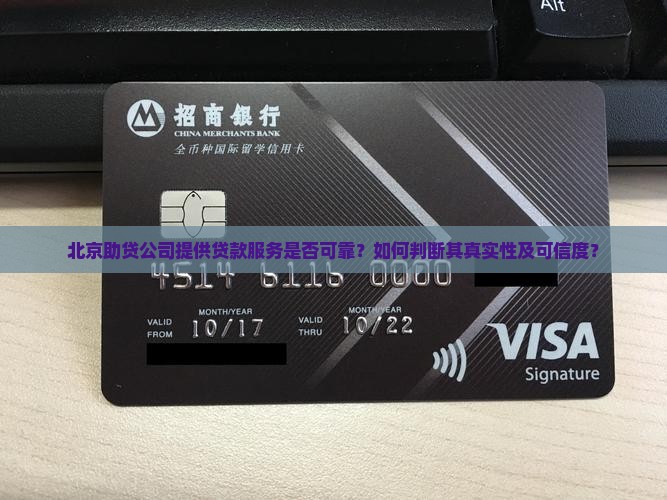 Alt
招商銀行
CHINA MERCHANTS BANK
全币种国际留学信用卡
北京助贷公司提供贷款服务是否可靠？如何判断其真实性及可信度？
4514 6116 0000
MONTH/YEAR MONTH/YEAR
VALID FROM 10/17 VALID THRU 10/22
VISA
Signature